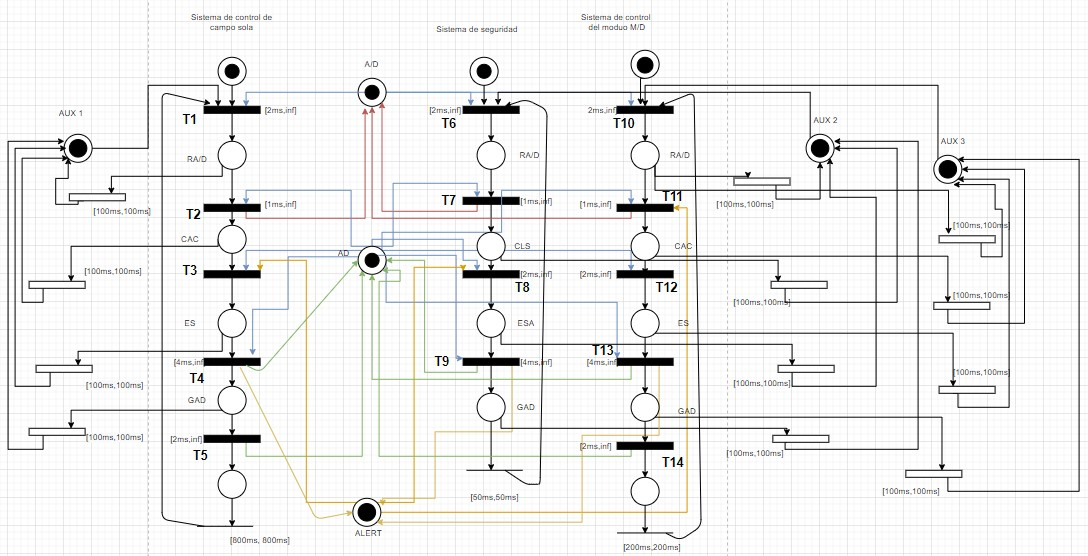 Sistema de control de
campo sola
Sistema de seguridad
Sistema de control
del moduo M/D
A/D
AUX 1
T1
[2ms,inf]
[2ms,inf]
T6
2ms,inf]
T10
AUX 2
AUX 3
RA/D
RA/D
RA/D
[100ms,100ms]
T2
[1ms,inf]
T7
[1ms,inf]
[1ms,inf]
T11
[100ms,100ms]
[100ms,100ms]
CAC
AD
CLS
CAC
T3
[100ms,100ms]
[2ms,inf]
T8
[2ms,inf]
T12
[100ms,100ms]
[100ms,100ms]
ES
ESA
ES
T13
[4ms,inf]
T4
T9
[4ms,inf]
[4ms,inf]
[100ms,100ms]
[100ms,100ms]
[100ms,100ms]
GAD
GAD
GAD
[100ms,100ms]
[2ms,inf]
T5
[2ms,inf]
T14
[100ms,100ms]
[50ms,50ms]
[100ms,100ms]
ALERT
[800ms, 800ms]
[200ms,200ms]